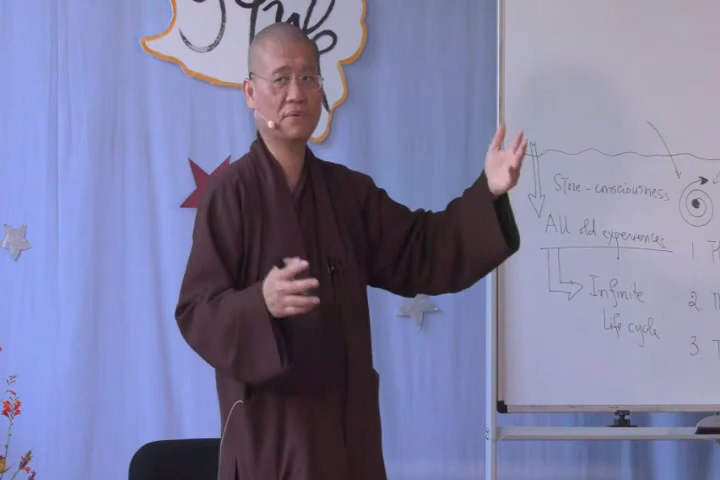 Store-consciousness
All old experiences
Infinite
Life cycle
1
2. T
3. T